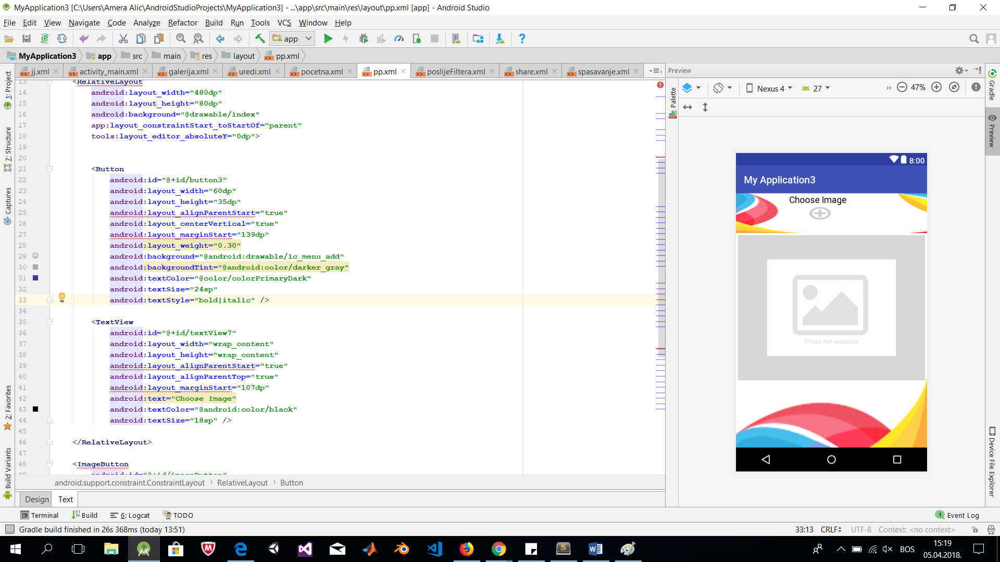 MyApplication3 [C:\Users\Amera Alic\AndroidStudioProjects\MyApplication3] - ...\app\src\main\res\layout\pp.xml [app] - Android Studio
File Edit View Navigate Code Analyze Refactor Build Run Tools VCS Window Help
app
MyApplication3 app src main res layout pp.xml
jj.xml activity_main.xml galerija.xml uredi.xml pocetna.xml pp.xml poslijeFiltera.xml share.xml spasavanje.xml
Preview
Nexus 4 27 47%
1: Project
7: Structure
Captures
2: Favorites
Build Variants
Palette
Gradle
Preview
Device File Explorer
13 <RelativeLayout
14 android:layout_width="480dp"
15 android:layout_height="80dp"
16 android:background="@drawable/index"
17 app:layout_constraintStart_toStartOf="parent"
18 tools:layout_editor_absoluteY="0dp">
19
20
21 <Button
22 android:id="@+id/button3"
23 android:layout_width="60dp"
24 android:layout_height="35dp"
25 android:layout_alignParentStart="true"
26 android:layout_centerVertical="true"
27 android:layout_marginStart="139dp"
28 android:layout_weight="0.30"
29 android:background="@android:drawable/ic_menu_add"
30 android:backgroundTint="@android:color/darker_gray"
31 android:textColor="@color/colorPrimaryDark"
32 android:textSize="24sp"
33 android:textStyle="bold|italic" />
34
35 <TextView
36 android:id="@+id/textView7"
37 android:layout_width="wrap_content"
38 android:layout_height="wrap_content"
39 android:layout_alignParentStart="true"
40 android:layout_alignParentTop="true"
41 android:layout_marginStart="107dp"
42 android:text="Choose Image"
43 android:textColor="@android:color/black"
44 android:textSize="18sp" />
45
46 </RelativeLayout>
47
48 <ImageButton
49 android:id="@+id/imageButton"
8:00
My Application3
Choose Image
Photo not available
android.support.constraint.ConstraintLayout › RelativeLayout › Button
Design Text
Terminal Build 6: Logcat TODO
1 Event Log
Gradle build finished in 26s 368ms (today 13:51)
33:13 CRLF UTF-8 Context: <no context>
BOS
15:19
05.04.2018.